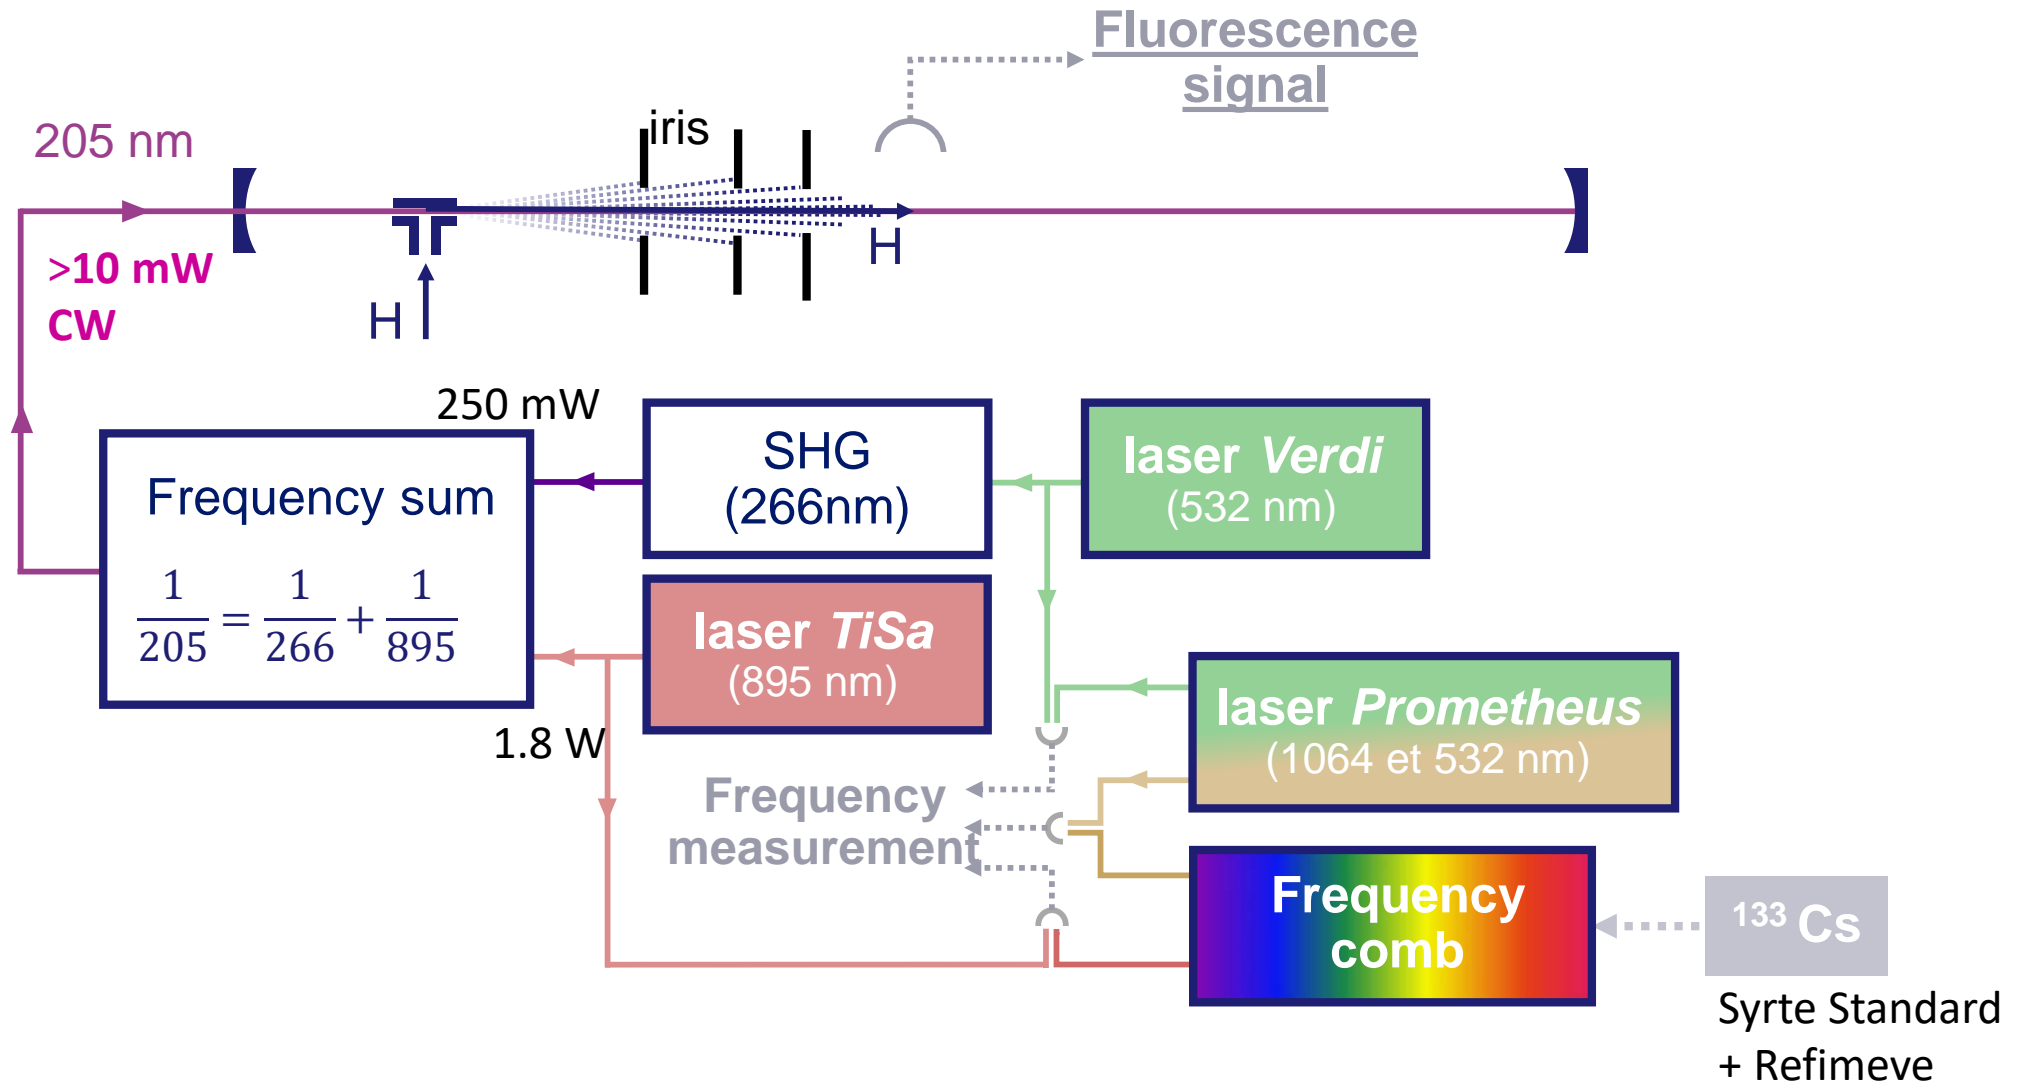 Fluorescence
signal
205 nm
iris
>10 mW
CW
H
H
250 mW
SHG
(266nm)
laser Verdi
(532 nm)
Frequency sum
1/205 = 1/266 + 1/895
laser TiSa
(895 nm)
1.8 W
laser Prometheus
(1064 et 532 nm)
Frequency
measurement
Frequency
comb
¹³³ Cs
Syrte Standard
+ Refimeve